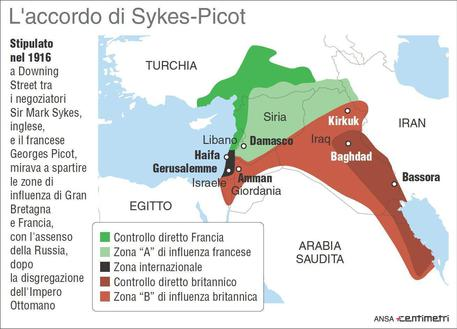 L'accordo di Sykes-Picot
Stipulato
nel 1916
a Downing
Street tra
i negoziatori
Sir Mark Sykes,
inglese,
e il francese
Georges Picot,
mirava a spartire
le zone di
influenza di Gran
Bretagna
e Francia,
con l'assenso
della Russia,
dopo
la disgregazione
dell'Impero
Ottomano
TURCHIA
Siria
Kirkuk
IRAN
Libano
Damasco
Iraq
Haifa
Baghdad
Gerusalemme
Amman
Bassora
Israele
Giordania
EGITTO
ARABIA
SAUDITA
Controllo diretto Francia
Zona "A" di influenza francese
Zona internazionale
Controllo diretto britannico
Zona "B" di influenza britannica
ANSA centimetri